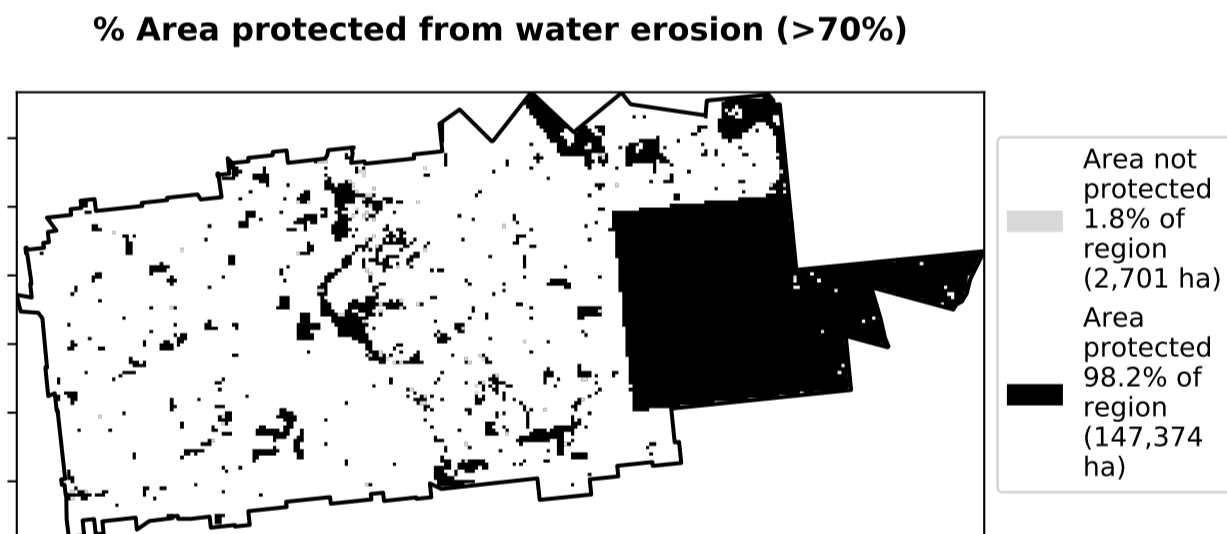 % Area protected from water erosion (>70%)
Area not
protected
1.8% of
region
(2,701 ha)
Area
protected
98.2% of
region
(147,374
ha)